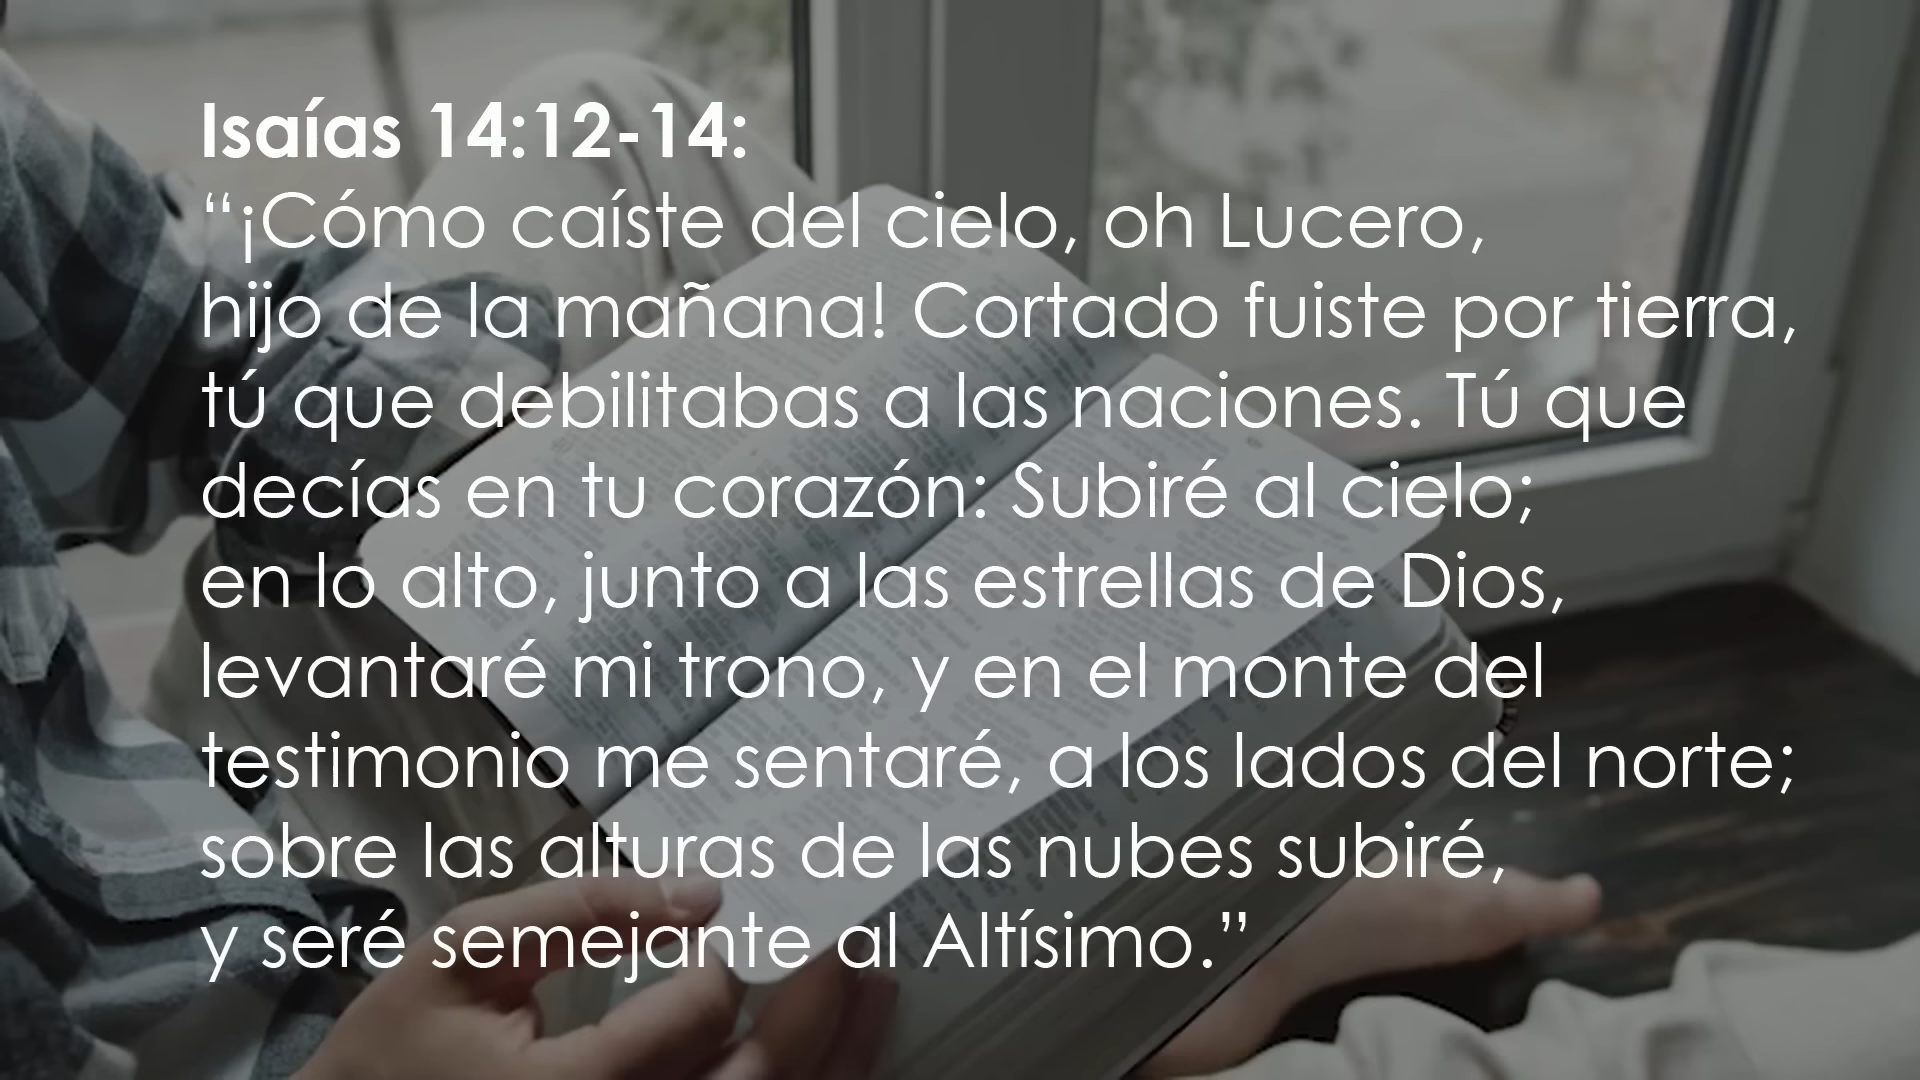 Isaías 14:12-14:
“¡Cómo caíste del cielo, oh Lucero,
hijo de la mañana! Cortado fuiste por tierra,
tú que debilitabas a las naciones. Tú que
decías en tu corazón: Subiré al cielo;
en lo alto, junto a las estrellas de Dios,
levantaré mi trono, y en el monte del
testimonio me sentaré, a los lados del norte;
sobre las alturas de las nubes subiré,
y seré semejante al Altísimo.”